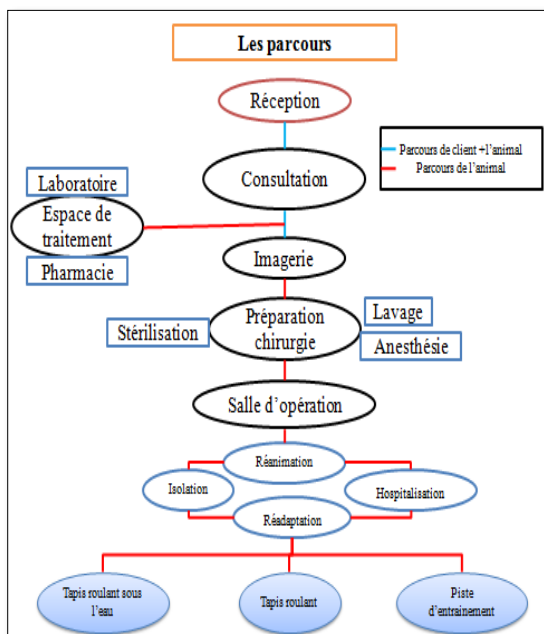 Les parcours
Réception
Parcours de client +l'animal
Parcours de l'animal
Consultation
Laboratoire
Espace de
traitement
Pharmacie
Imagerie
Stérilisation
Préparation
chirurgie
Lavage
Anesthésie
Salle d'opération
Réanimation
Isolation
Hospitalisation
Réadaptation
Tapis roulant sous
l'eau
Tapis roulant
Piste
d'entrainement